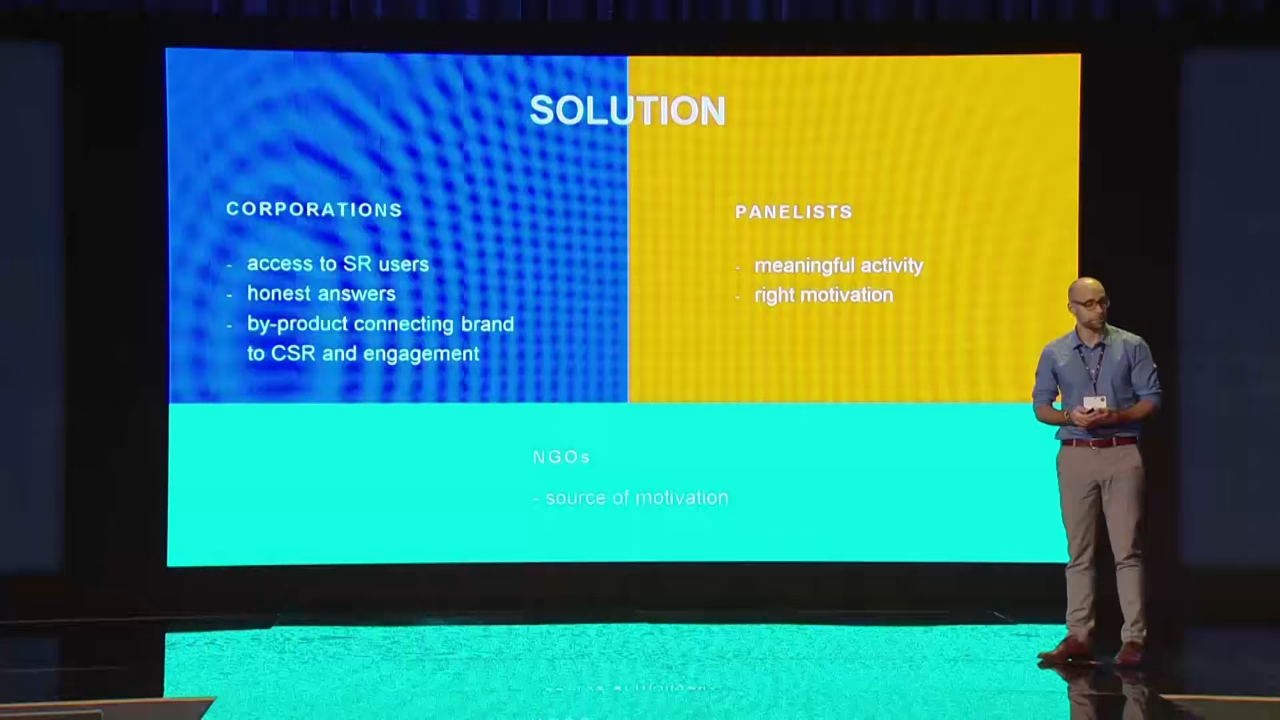 SOLUTION
CORPORATIONS
- access to SR users
- honest answers
- by-product connecting brand
to CSR and engagement
PANELISTS
- meaningful activity
- right motivation
NGOs
- source of motivation